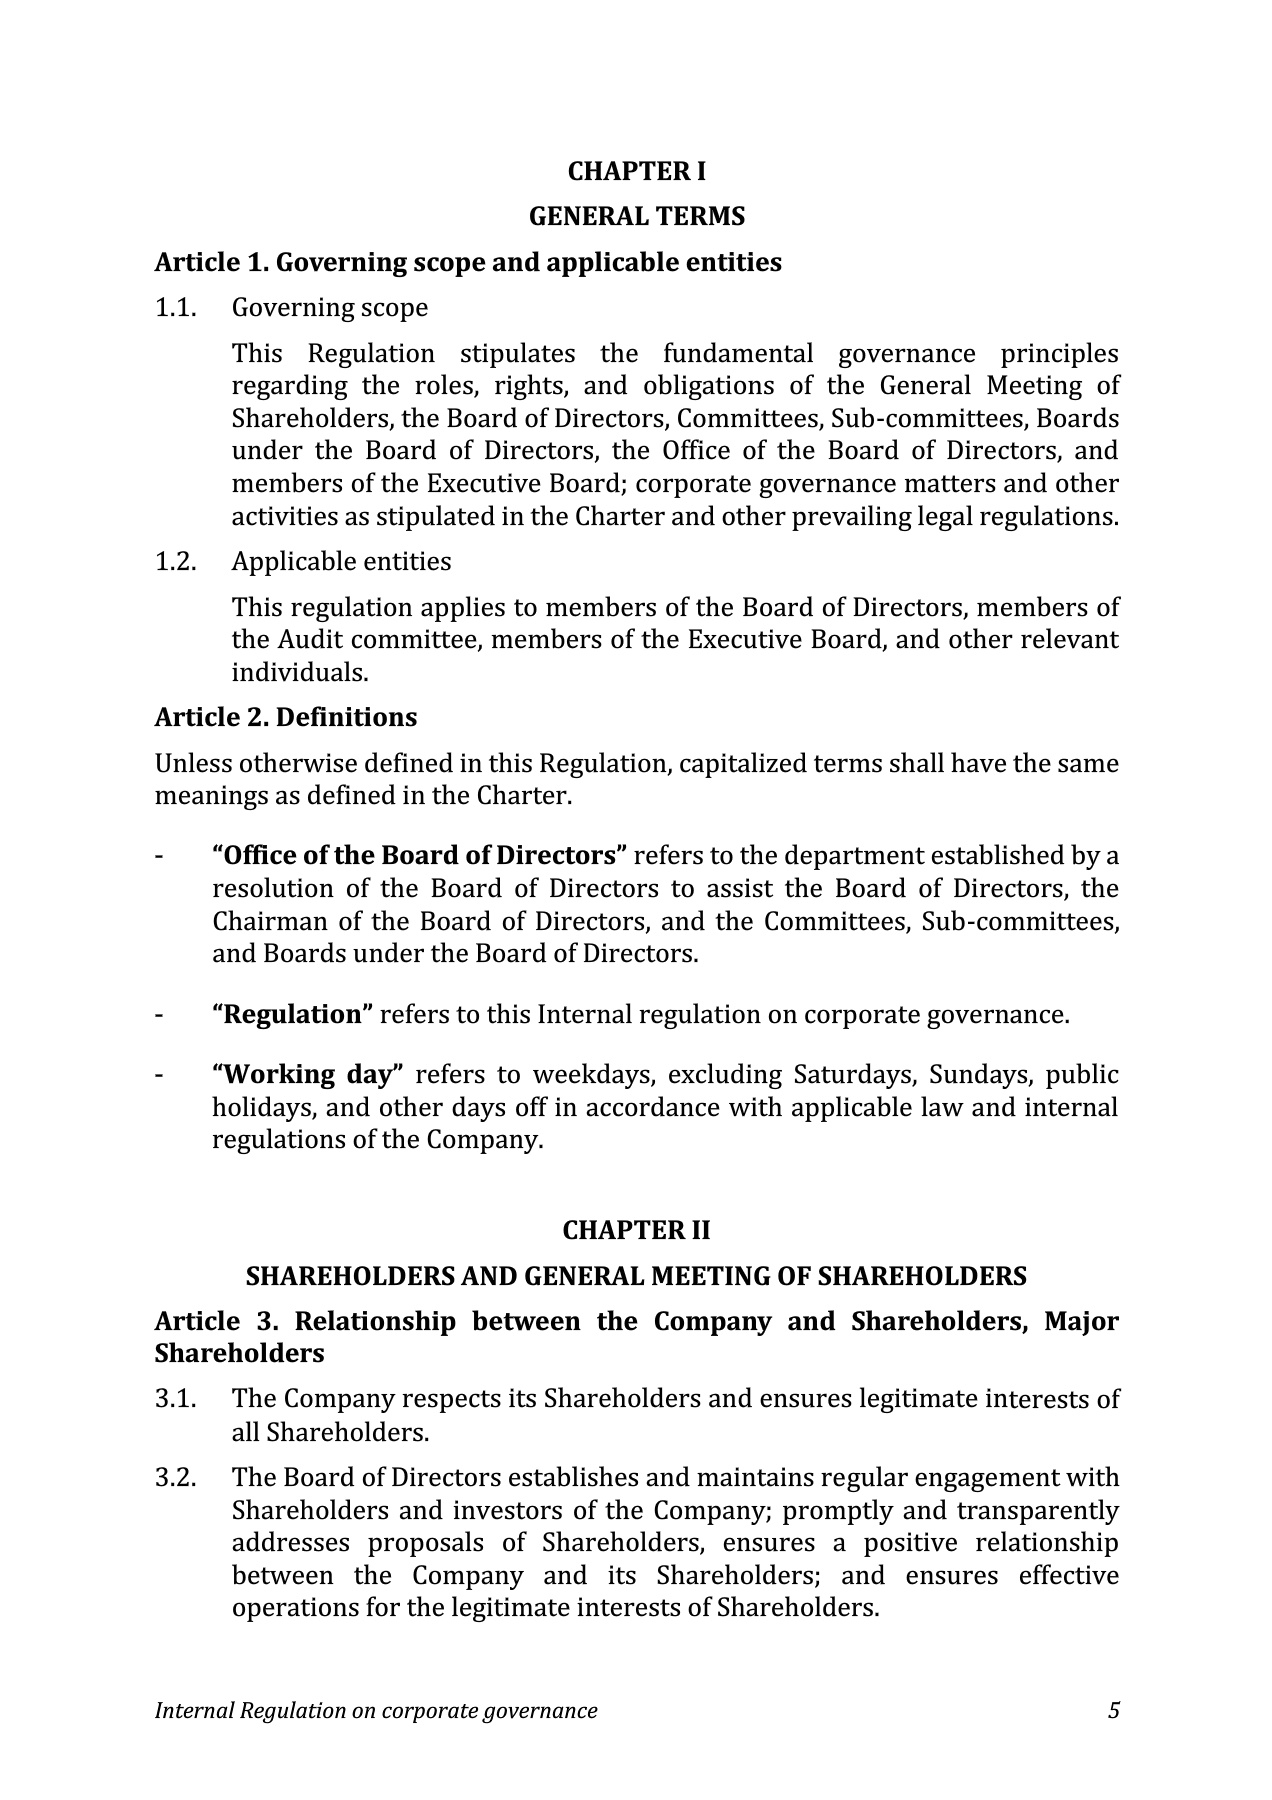 CHAPTER I
GENERAL TERMS
Article 1. Governing scope and applicable entities
1.1. Governing scope
This Regulation stipulates the fundamental governance principles
regarding the roles, rights, and obligations of the General Meeting of
Shareholders, the Board of Directors, Committees, Sub-committees, Boards
under the Board of Directors, the Office of the Board of Directors, and
members of the Executive Board; corporate governance matters and other
activities as stipulated in the Charter and other prevailing legal regulations.
1.2. Applicable entities
This regulation applies to members of the Board of Directors, members of
the Audit committee, members of the Executive Board, and other relevant
individuals.
Article 2. Definitions
Unless otherwise defined in this Regulation, capitalized terms shall have the same
meanings as defined in the Charter.
- “Office of the Board of Directors” refers to the department established by a
resolution of the Board of Directors to assist the Board of Directors, the
Chairman of the Board of Directors, and the Committees, Sub-committees,
and Boards under the Board of Directors.
- “Regulation” refers to this Internal regulation on corporate governance.
- “Working day” refers to weekdays, excluding Saturdays, Sundays, public
holidays, and other days off in accordance with applicable law and internal
regulations of the Company.
CHAPTER II
SHAREHOLDERS AND GENERAL MEETING OF SHAREHOLDERS
Article 3. Relationship between the Company and Shareholders, Major
Shareholders
3.1. The Company respects its Shareholders and ensures legitimate interests of
all Shareholders.
3.2. The Board of Directors establishes and maintains regular engagement with
Shareholders and investors of the Company; promptly and transparently
addresses proposals of Shareholders, ensures a positive relationship
between the Company and its Shareholders; and ensures effective
operations for the legitimate interests of Shareholders.
Internal Regulation on corporate governance 5